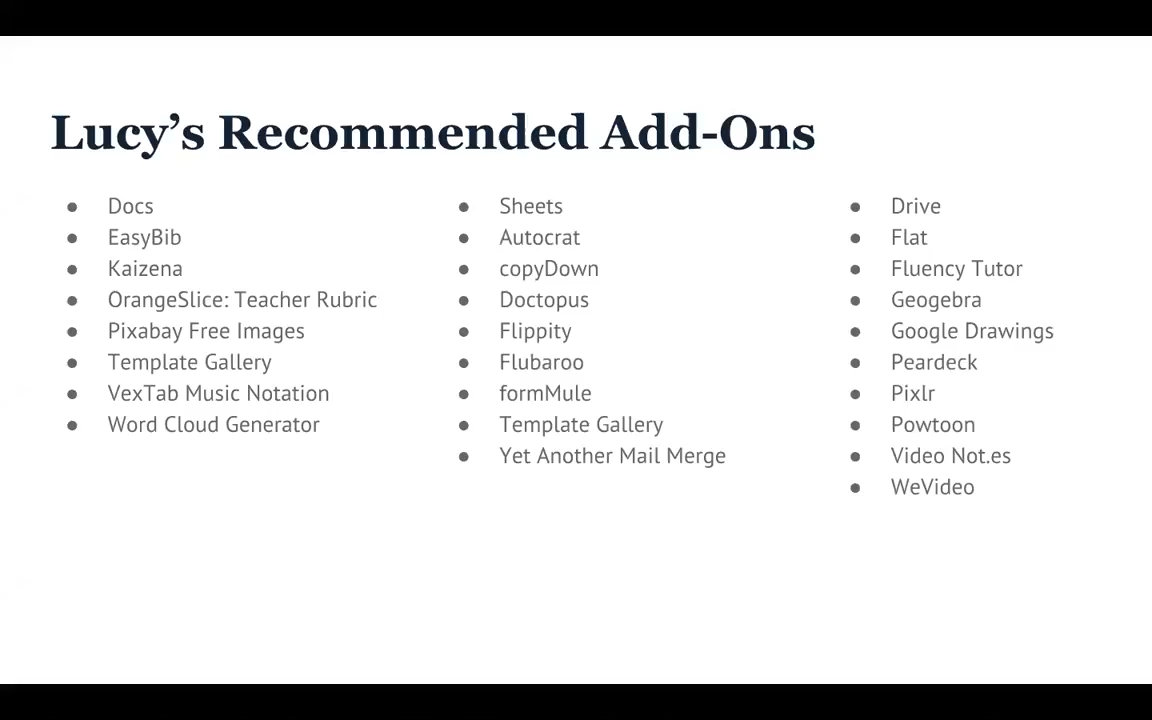 Lucy’s Recommended Add-Ons
● Docs
● EasyBib
● Kaizena
● OrangeSlice: Teacher Rubric
● Pixabay Free Images
● Template Gallery
● VexTab Music Notation
● Word Cloud Generator
● Sheets
● Autocrat
● copyDown
● Doctopus
● Flippity
● Flubaroo
● formMule
● Template Gallery
● Yet Another Mail Merge
● Drive
● Flat
● Fluency Tutor
● Geogebra
● Google Drawings
● Peardeck
● Pixlr
● Powtoon
● Video Not.es
● WeVideo